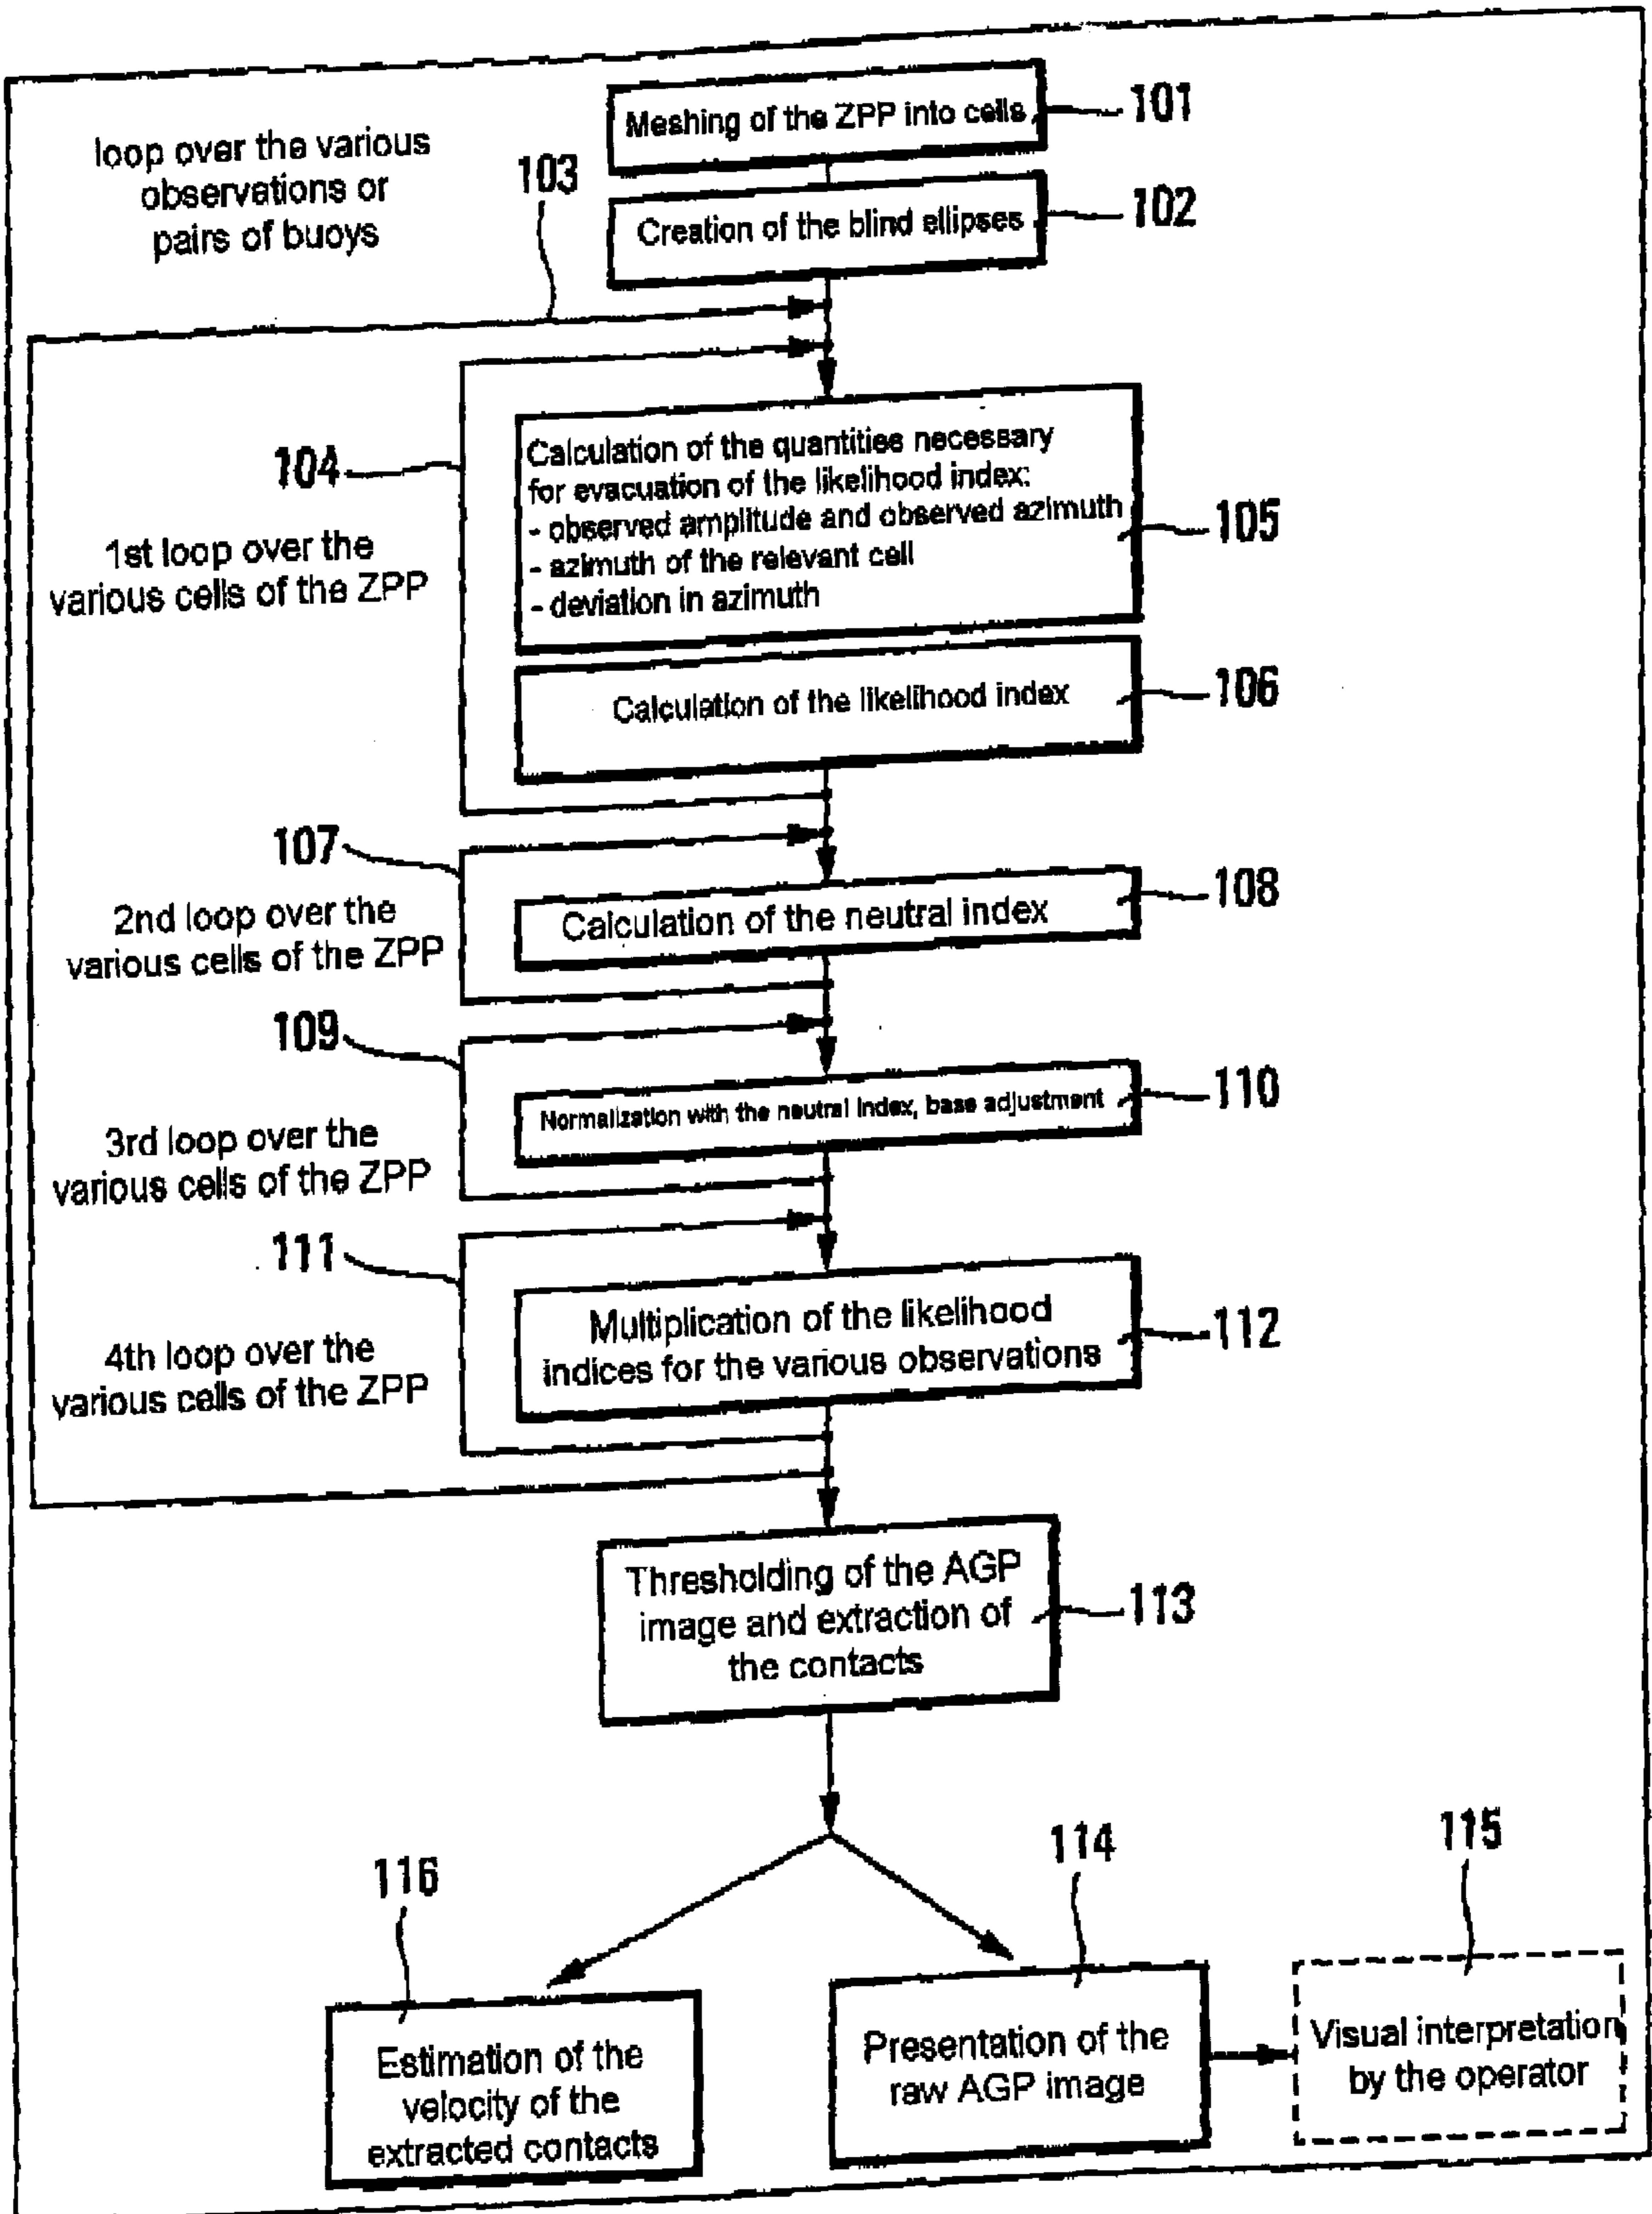 Meshing of the ZPP into cells
101
loop over the various
observations or
pairs of buoys
103
Creation of the blind ellipses
102
104
1st loop over the
various cells of the ZPP
Calculation of the quantities necessary
for evacuation of the likelihood index:
- observed amplitude and observed azimuth
- azimuth of the relevant cell
- deviation in azimuth
105
Calculation of the likelihood index
106
107
2nd loop over the
various cells of the ZPP
Calculation of the neutral index
108
109
3rd loop over the
various cells of the ZPP
Normalization with the neutral index, base adjustment
110
111
4th loop over the
various cells of the ZPP
Multiplication of the likelihood
indices for the various observations
112
Thresholding of the AGP
image and extraction of
the contacts
113
116
Estimation of the
velocity of the
extracted contacts
114
Presentation of the
raw AGP image
115
Visual interpretation
by the operator